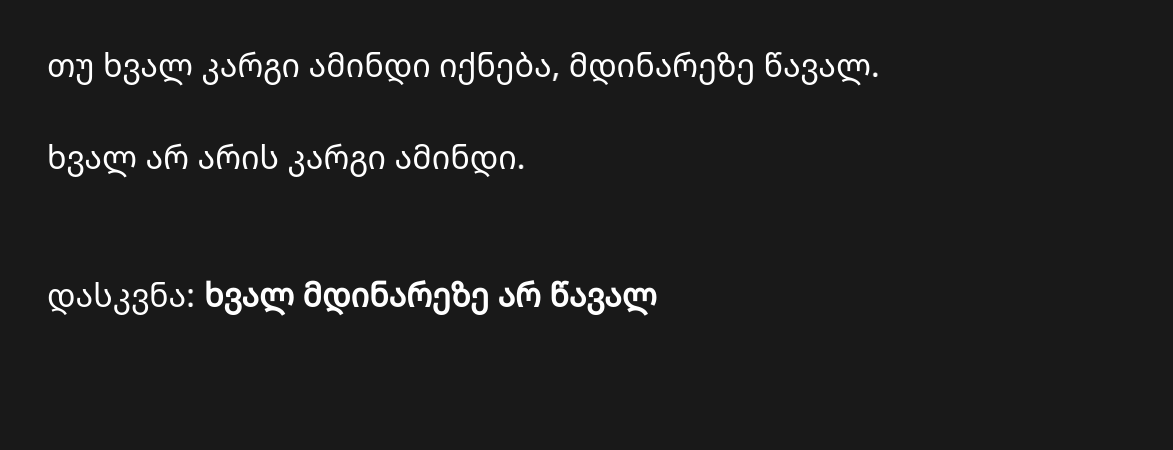 თუ ხვალ კარგი ამინდი იქნება, მდინარეზე წავალ.
ხვალ არ არის კარგი ამინდი.
დასკვნა: ხვალ მდინარეზე არ წავალ